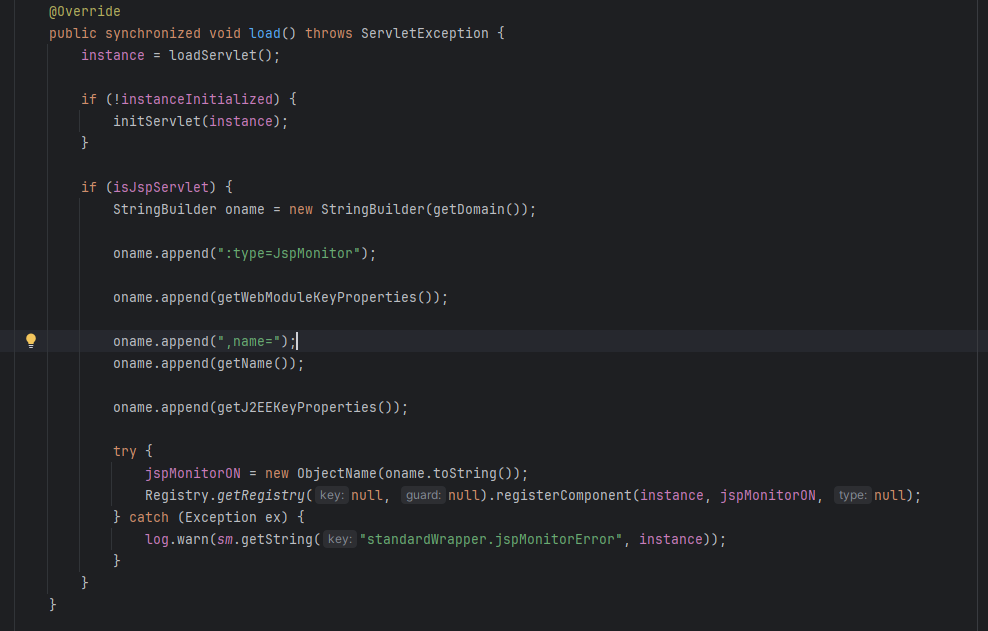 @Override
public synchronized void load() throws ServletException {
instance = loadServlet();
if (!instanceInitialized) {
initServlet(instance);
}
if (isJspServlet) {
StringBuilder oname = new StringBuilder(getDomain());
oname.append(":type=JspMonitor");
oname.append(getWebModuleKeyProperties());
oname.append(",name=");
oname.append(getName());
oname.append(getJ2EEKeyProperties());
try {
jspMonitorON = new ObjectName(oname.toString());
Registry.getRegistry( key: null, guard: null).registerComponent(instance, jspMonitorON, type: null);
} catch (Exception ex) {
log.warn(sm.getString( key: "standardWrapper.jspMonitorError", instance));
}
}
}